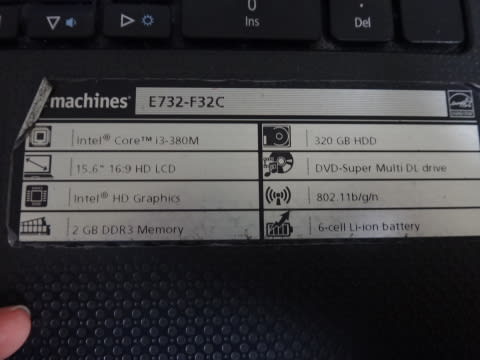 0
Ins
Del
machines® E732-F32C
Intel® Core™ i3-380M
320 GB HDD
15.6" 16:9 HD LCD
DVD-Super Multi DL drive
Intel® HD Graphics
802.11b/g/n
2 GB DDR3 Memory
6-cell Li-ion battery